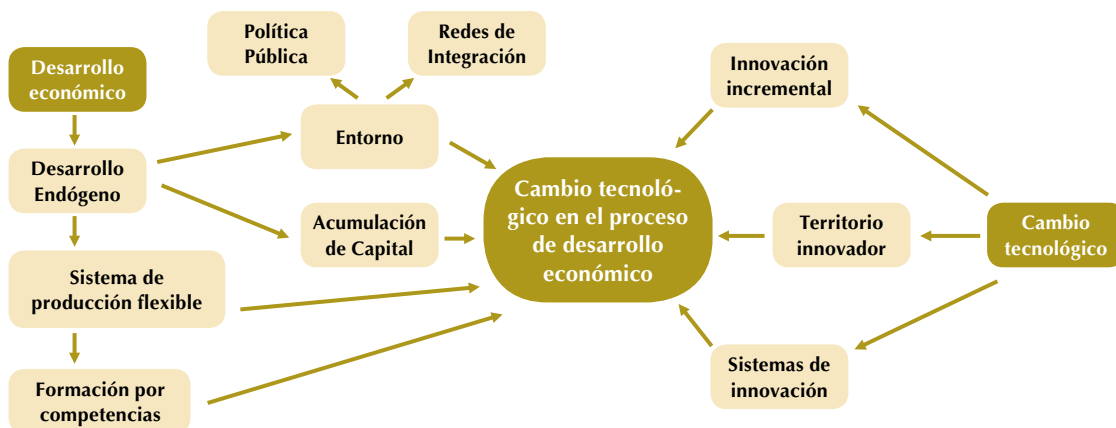 Política
Pública
Redes de
Integración
Desarrollo
económico
Innovación
incremental
Entorno
Desarrollo
Endógeno
Cambio tecnoló-
gico en el proceso
de desarrollo
económico
Acumulación
de Capital
Territorio
innovador
Cambio
tecnológico
Sistema de
producción flexible
Sistemas de
innovación
Formación por
competencias